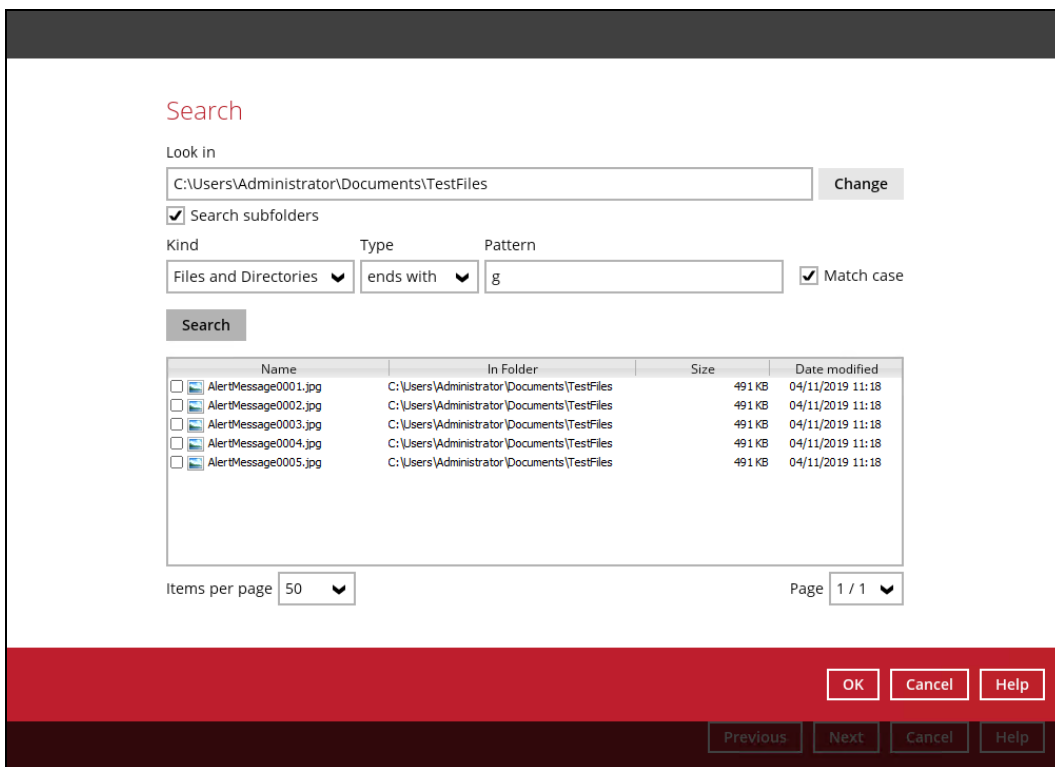 Search
Look in
C:\Users\Administrator\Documents\TestFiles Change
Search subfolders
Kind Type Pattern
Files and Directories ends with g Match case
Search
Name In Folder Size Date modified
AlertMessage0001.jpg C:\Users\Administrator\Documents\TestFiles 491 KB 04/11/2019 11:18
AlertMessage0002.jpg C:\Users\Administrator\Documents\TestFiles 491 KB 04/11/2019 11:18
AlertMessage0003.jpg C:\Users\Administrator\Documents\TestFiles 491 KB 04/11/2019 11:18
AlertMessage0004.jpg C:\Users\Administrator\Documents\TestFiles 491 KB 04/11/2019 11:18
AlertMessage0005.jpg C:\Users\Administrator\Documents\TestFiles 491 KB 04/11/2019 11:18
Items per page 50 Page 1 / 1
OK Cancel Help
Previous Next Cancel Help